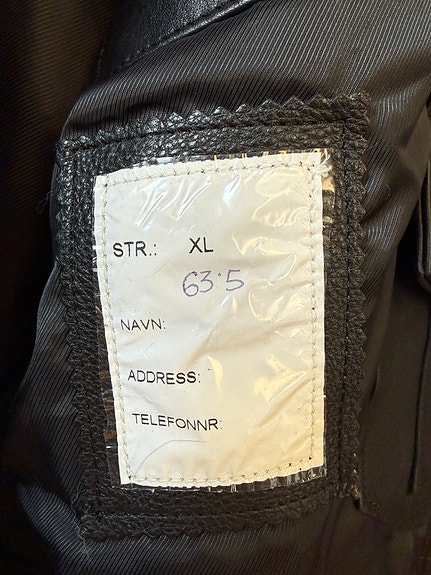 STR.: XL
63.5
NAVN:
ADDRESS:
TELEFONNR: